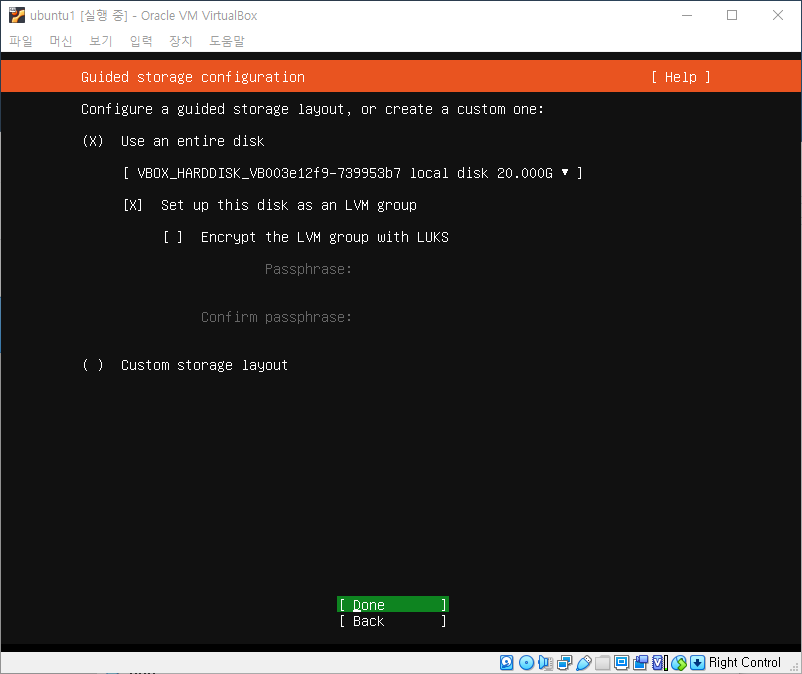 ubuntu1 [실행 중] - Oracle VM VirtualBox
파일 머신 보기 입력 장치 도움말
Guided storage configuration [ Help ]
Configure a guided storage layout, or create a custom one:
(X) Use an entire disk
[ VBOX_HARDDISK_VB003e12f9-739953b7 local disk 20.000G ▾ ]
[X] Set up this disk as an LVM group
[ ] Encrypt the LVM group with LUKS
Passphrase:
Confirm passphrase:
( ) Custom storage layout
[ Done ]
[ Back ]
Right Control